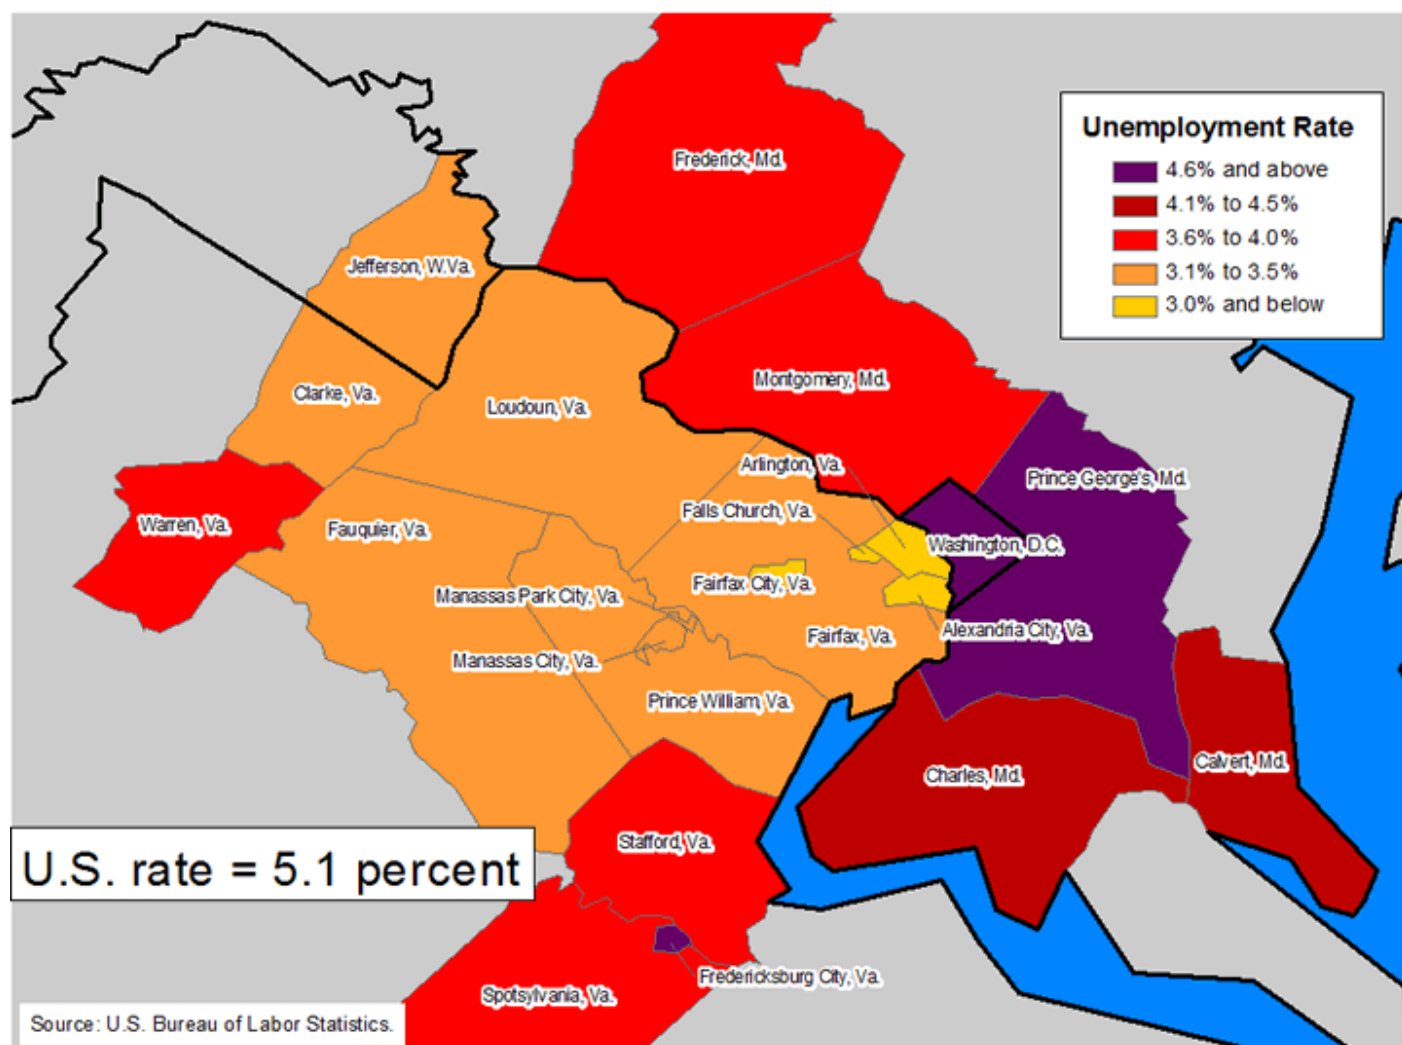 Unemployment Rate
4.6% and above
4.1% to 4.5%
3.6% to 4.0%
3.1% to 3.5%
3.0% and below
Frederick, Md.
Jefferson, W.Va.
Montgomery, Md.
Clarke, Va.
Loudoun, Va.
Arlington, Va.
Prince George's, Md.
Falls Church, Va.
Warren, Va.
Fauquier, Va.
Washington, D.C.
Fairfax City, Va.
Manassas Park City, Va.
Fairfax, Va.
Alexandria City, Va.
Manassas City, Va.
Prince William, Va.
Charles, Md.
Calvert, Md.
Stafford, Va.
U.S. rate = 5.1 percent
Fredericksburg City, Va.
Spotsylvania, Va.
Source: U.S. Bureau of Labor Statistics.